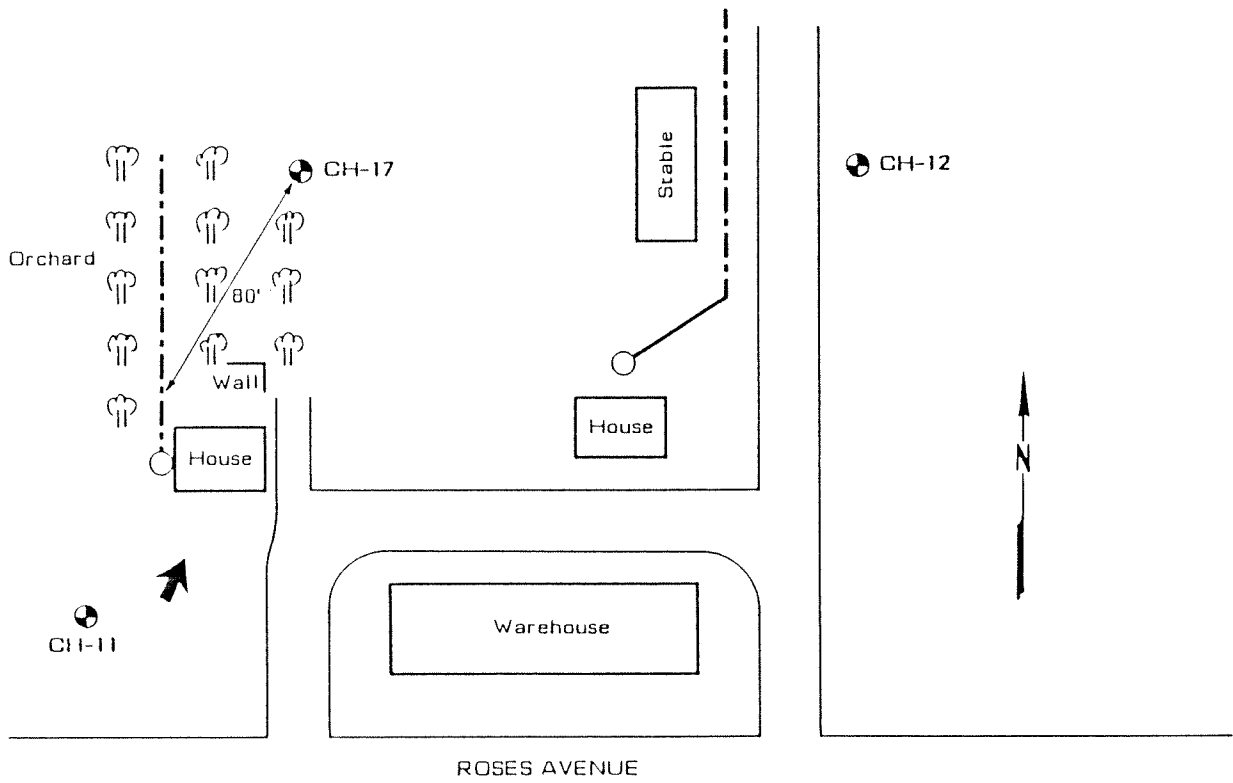 Stable
CH-17
CH-12
Orchard
80'
Wall
House
House
N
Warehouse
CH-11
ROSES AVENUE